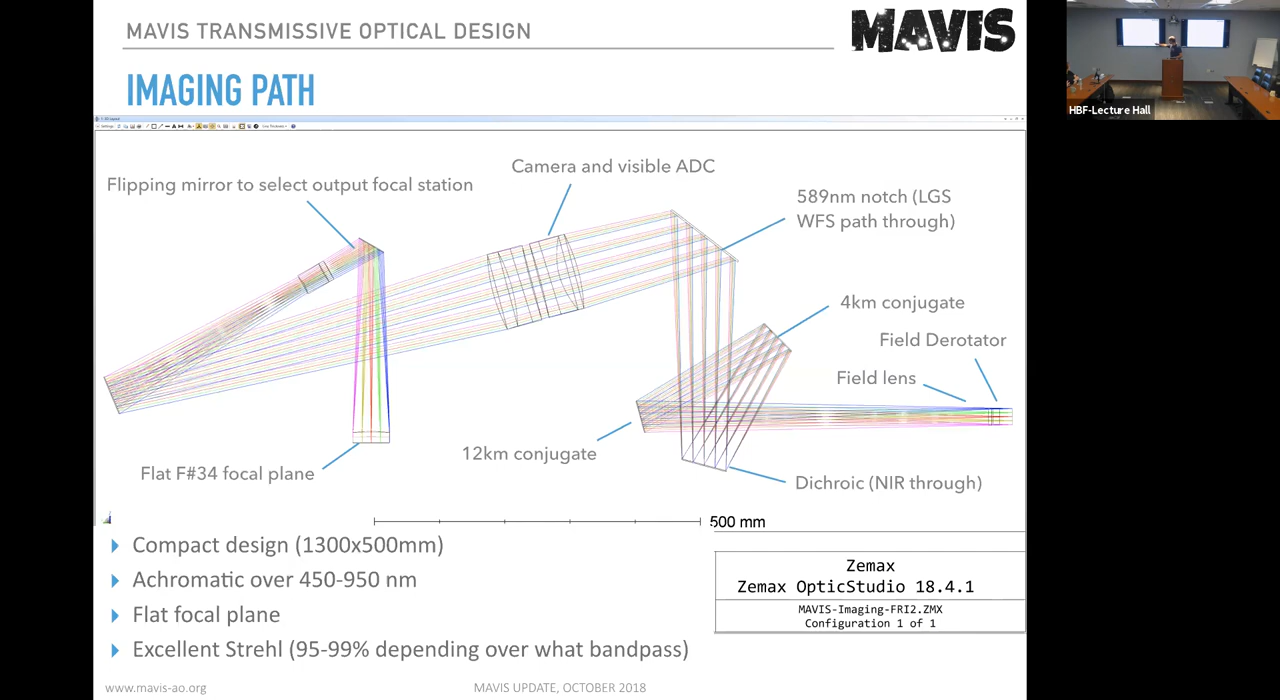 MAVIS TRANSMISSIVE OPTICAL DESIGN
MAVIS
IMAGING PATH
HBF-Lecture Hall
Camera and visible ADC
Flipping mirror to select output focal station
589nm notch (LGS
WFS path through)
4km conjugate
Field Derotator
Field lens
12km conjugate
Flat F#34 focal plane
Dichroic (NIR through)
500 mm
Compact design (1300x500mm)
Achromatic over 450-950 nm
Flat focal plane
Excellent Strehl (95-99% depending over what bandpass)
Zemax
Zemax OpticStudio 18.4.1
MAVIS-Imaging-FRI2.ZMX
Configuration 1 of 1
www.mavis-ao.org
MAVIS UPDATE, OCTOBER 2018